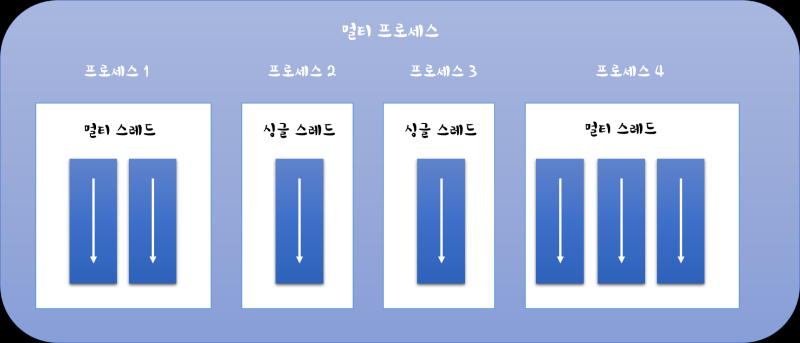 멀티 프로세스
프로세스 1
프로세스 2
프로세스 3
프로세스 4
멀티 스레드
싱글 스레드
싱글 스레드
멀티 스레드